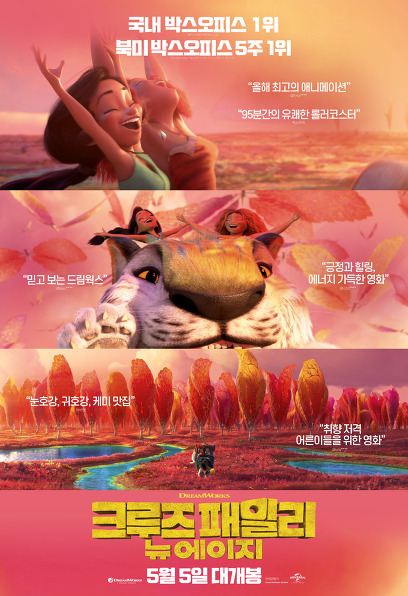 국내 박스오피스 1위
북미 박스오피스 5주 1위
"올해 최고의 애니메이션"
"95분간의 유쾌한 롤러코스터"
"믿고 보는 드림웍스"
"긍정과 힐링,
에너지 가득한 영화"
"눈호강, 귀호강, 케미 맛집"
"취향 저격
어른이들을 위한 영화"
DREAMWORKS
크루즈 패밀리
뉴 에이지
DREAMWORKS
5월 5일 대개봉
UNIVERSAL